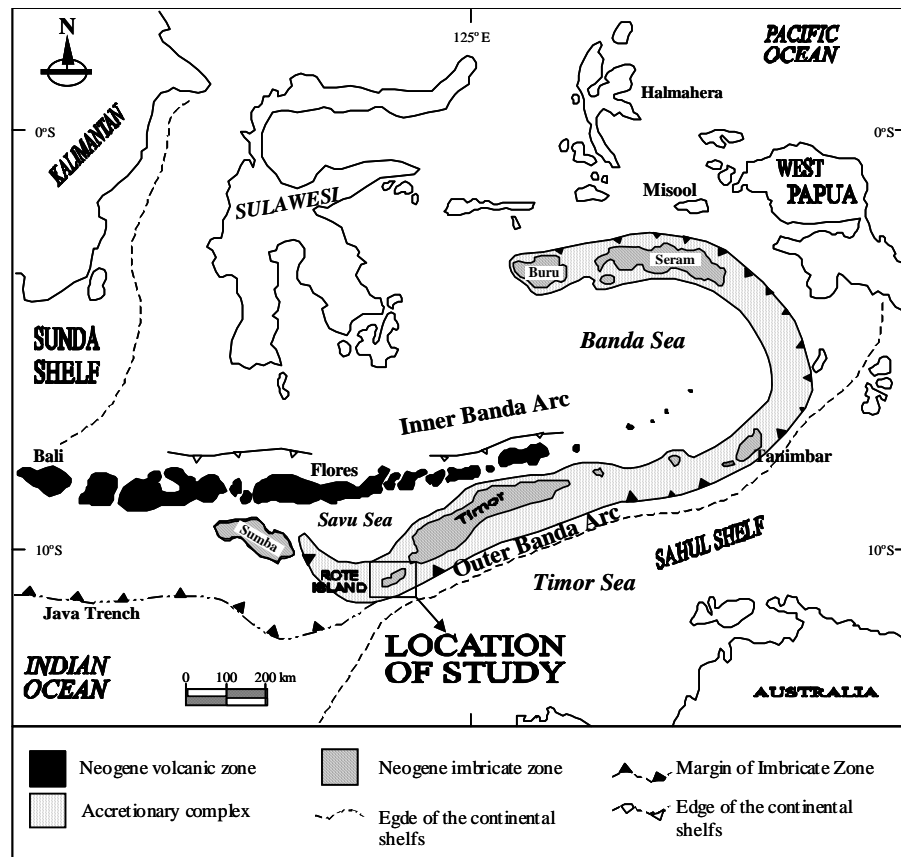 N
125° E
PACIFIC
OCEAN
Halmahera
0°S
0°S
KALIMANTAN
WEST
PAPUA
Misool
SULAWESI
Buru
Seram
Banda Sea
SUNDA
SHELF
Inner Banda Arc
Bali
Flores
Tanimbar
Savu Sea
Timor
Sumba
Outer Banda Arc
SAHUL SHELF
10°S
10°S
ROTE
ISLAND
Timor Sea
Java Trench
LOCATION
OF STUDY
INDIAN
OCEAN
0 100 200 km
AUSTRALIA
Neogene volcanic zone
Neogene imbricate zone
Margin of Imbricate Zone
Accretionary complex
Egde of the continental
shelfs
Edge of the continental
shelfs